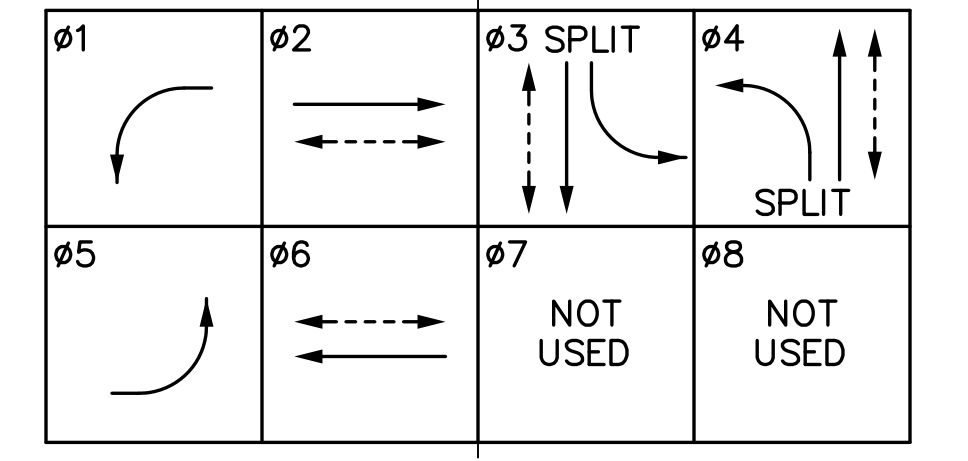 ø1
ø2
ø3 SPLIT
ø4
SPLIT
ø5
ø6
ø7
NOT
USED
ø8
NOT
USED